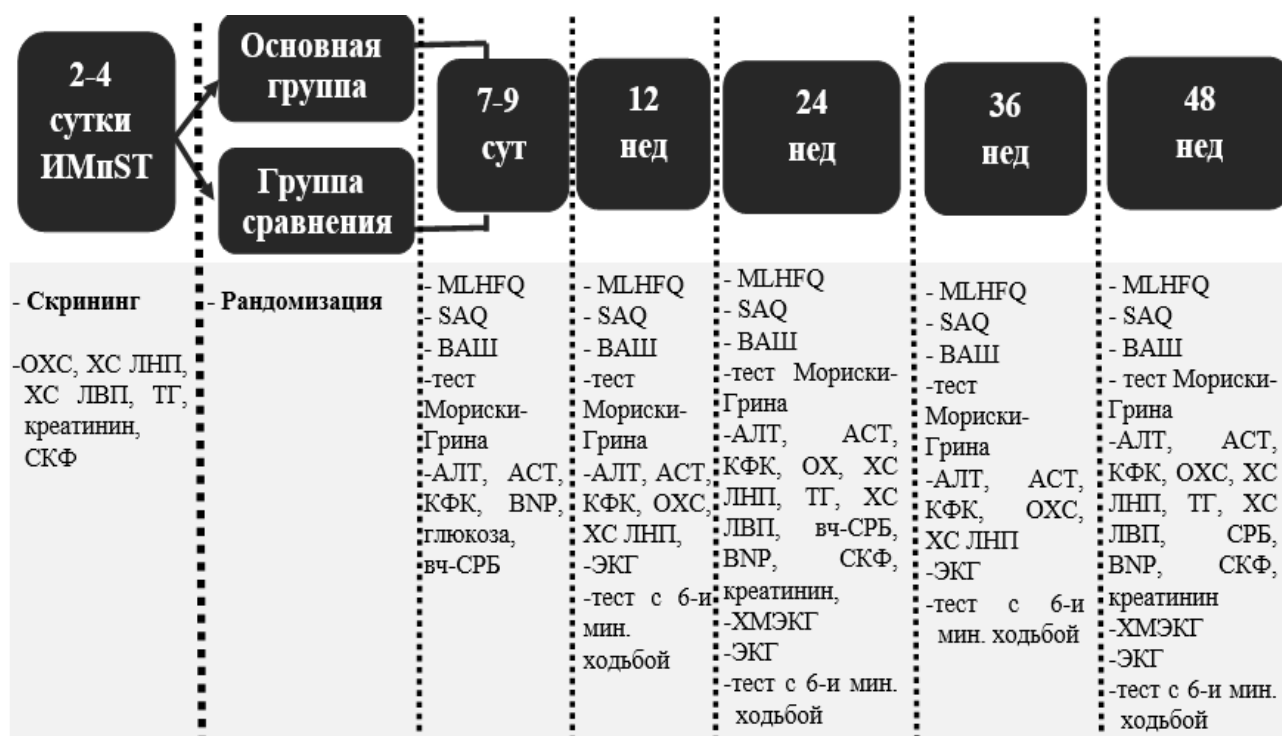 2-4
сутки
ИМпST
Основная
группа
Группа
сравнения
7-9
сут
12
нед
24
нед
36
нед
48
нед
- Скрининг
-ОХС, ХС ЛНП,
ХС ЛВП, ТГ,
креатинин,
СКФ
- Рандомизация
- MLHFQ
- SAQ
- ВАШ
-тест
Мориски-
Грина
-АЛТ, АСТ,
КФК, BNP,
глюкоза,
вч-СРБ
- MLHFQ
- SAQ
- ВАШ
-тест
Мориски-
Грина
-АЛТ, АСТ,
КФК, ОХС,
ХС ЛНП,
-ЭКГ
-тест с 6-и
мин.
ходьбой
- MLHFQ
- SAQ
- ВАШ
-тест Мориски-
Грина
-АЛТ, АСТ,
КФК, ОХ, ХС
ЛНП, ТГ, ХС
ЛВП, вч-СРБ,
BNP, СКФ,
креатинин,
-ХМЭКГ
-ЭКГ
-тест с 6-и мин.
ходьбой
- MLHFQ
- SAQ
- ВАШ
-тест
Мориски-
Грина
-АЛТ, АСТ,
КФК, ОХС,
ХС ЛНП
-ЭКГ
-тест с 6-и
мин. ходьбой
- MLHFQ
- SAQ
- ВАШ
- тест Мориски-
Грина
-АЛТ, АСТ,
КФК, ОХС, ХС
ЛНП, ТГ, ХС
ЛВП, СРБ,
BNP, СКФ,
креатинин
-ХМЭКГ
-ЭКГ
-тест с 6-и мин.
ходьбой